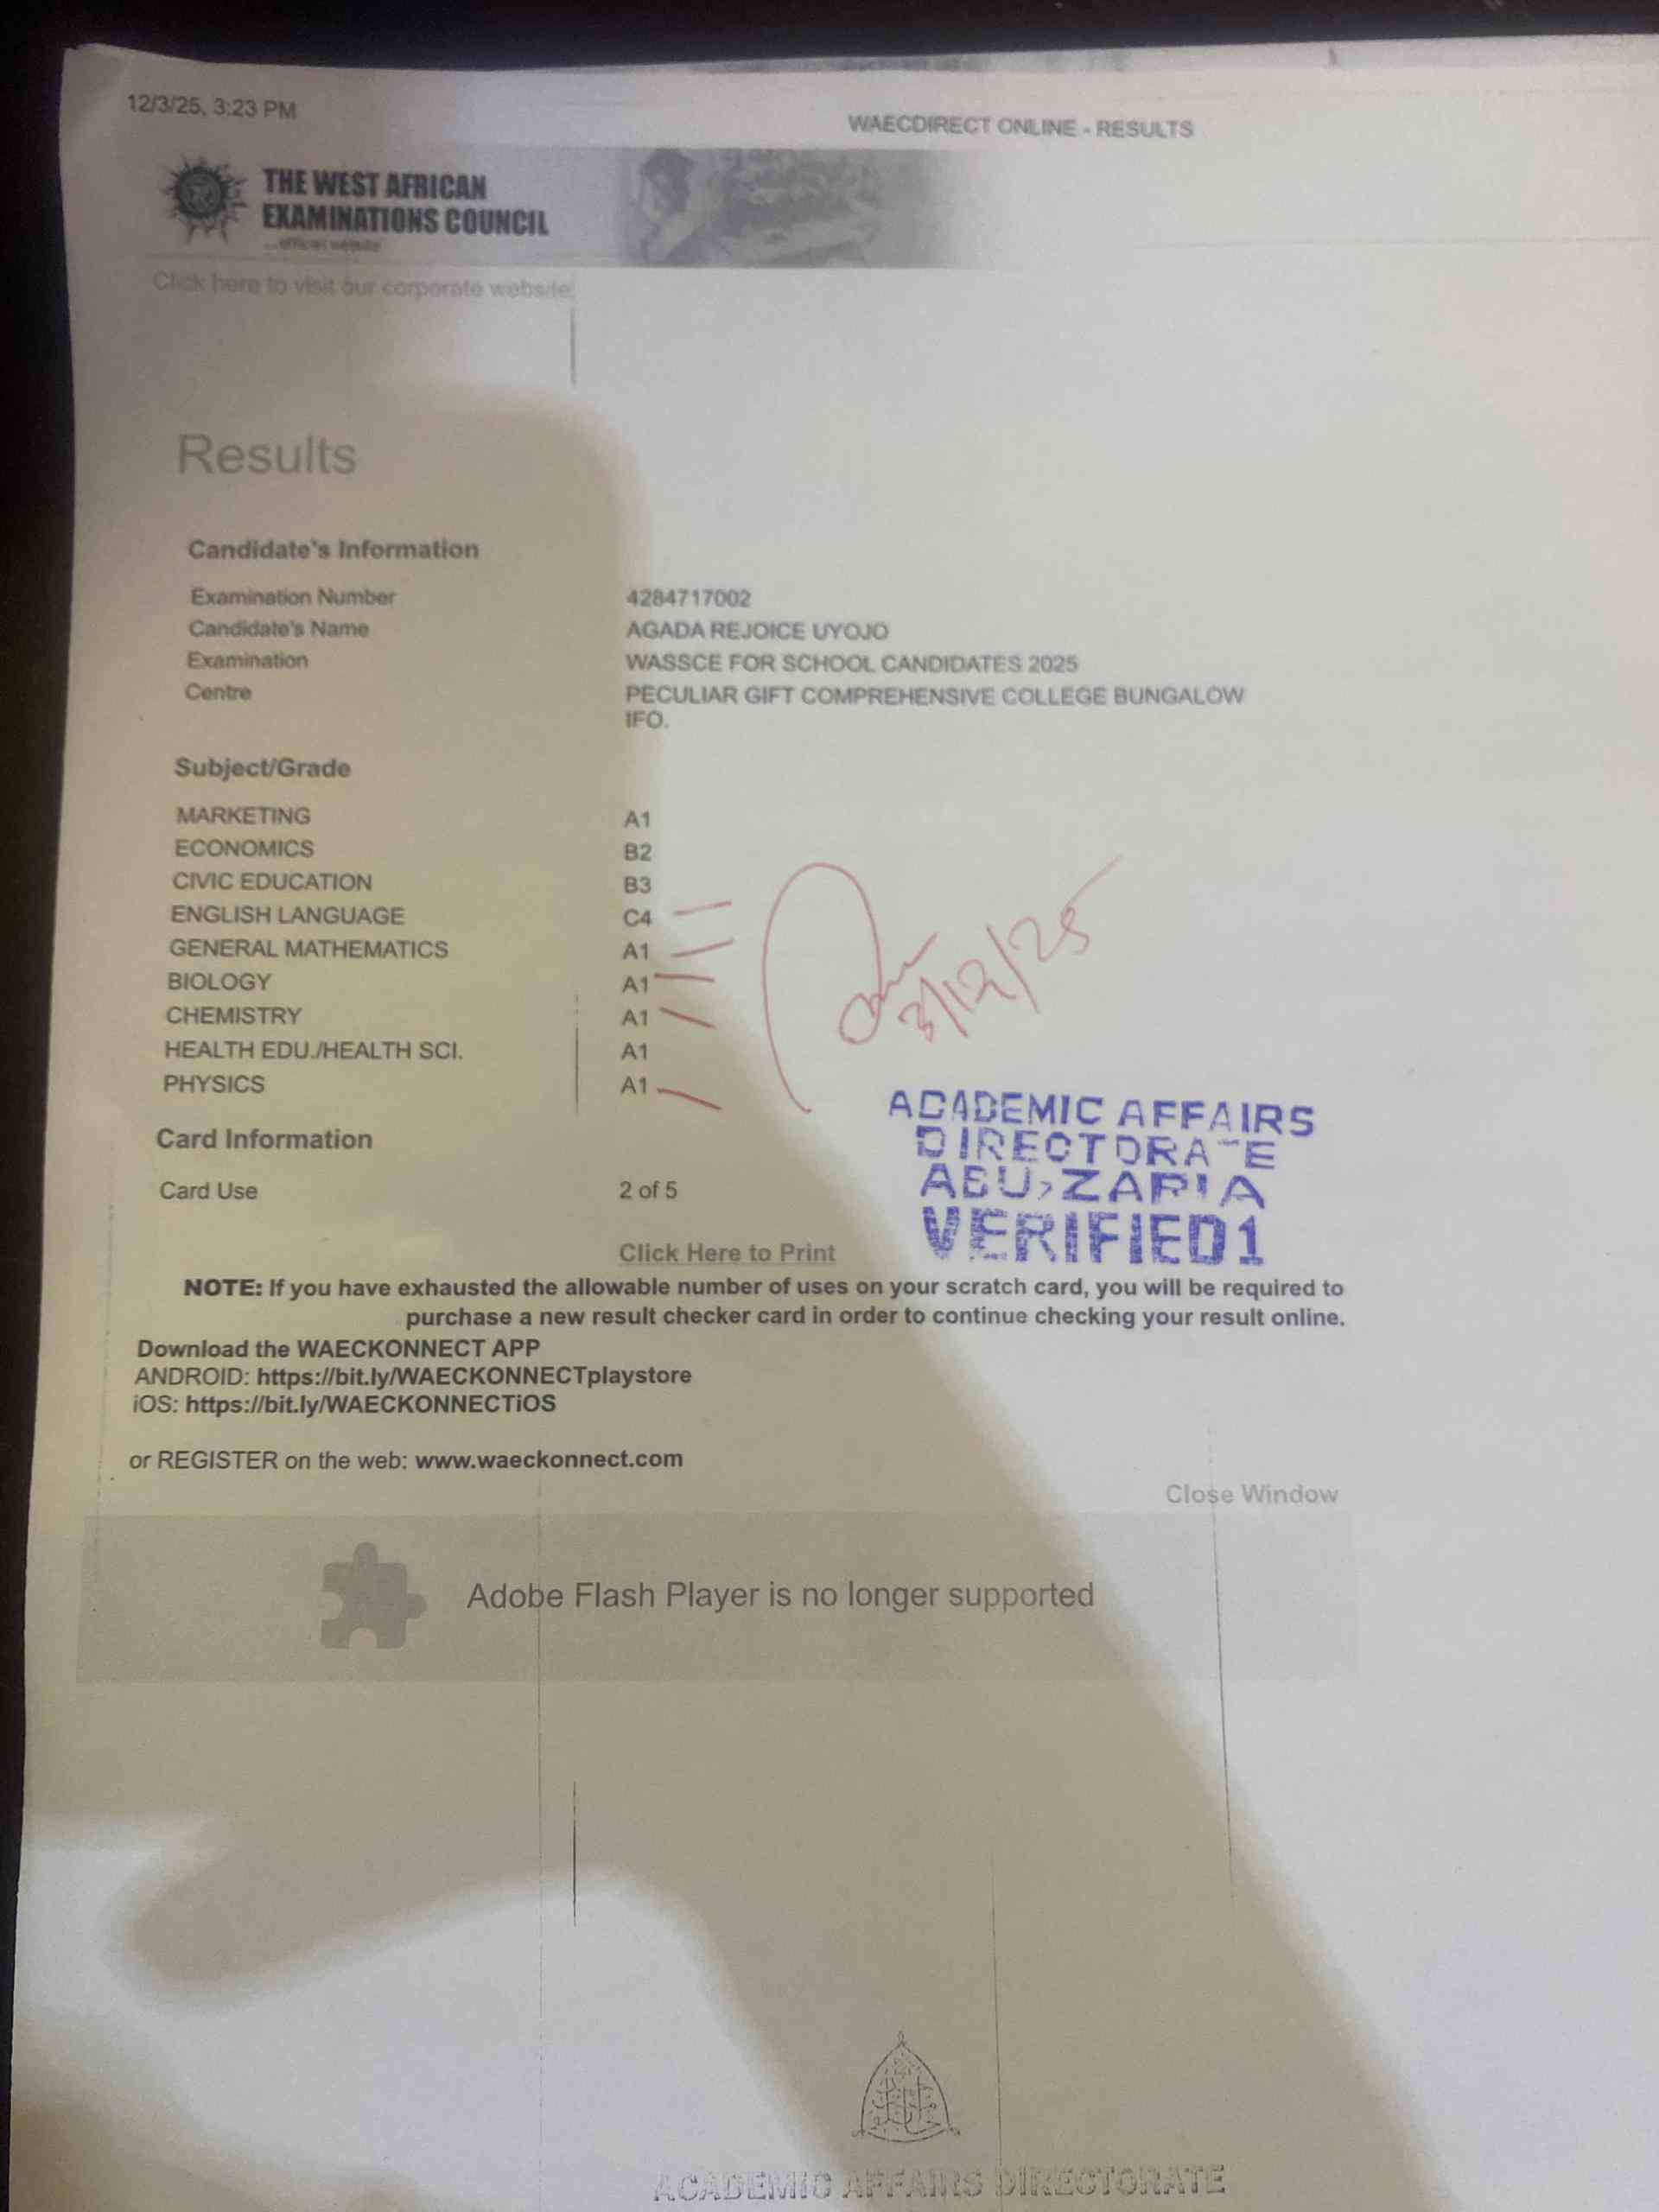 12/3/25, 3:23 PM
WAECDIRECT ONLINE - RESULTS
THE WEST AFRICAN
EXAMINATIONS COUNCIL
...official website
Click here to visit our corporate website
Results
Candidate's Information
Examination Number 4284717002
Candidate's Name AGADA REJOICE UYOJO
Examination WASSCE FOR SCHOOL CANDIDATES 2025
Centre PECULIAR GIFT COMPREHENSIVE COLLEGE BUNGALOW
IFO.
Subject/Grade
MARKETING A1
ECONOMICS B2
CIVIC EDUCATION B3
ENGLISH LANGUAGE C4
GENERAL MATHEMATICS A1
BIOLOGY A1
CHEMISTRY A1
HEALTH EDU./HEALTH SCI. A1
PHYSICS A1
3/12/25
ACADEMIC AFFAIRS
DIRECTORATE
ABU, ZARIA
VERIFIED1
Card Information
Card Use 2 of 5
Click Here to Print
NOTE: If you have exhausted the allowable number of uses on your scratch card, you will be required to
purchase a new result checker card in order to continue checking your result online.
Download the WAECKONNECT APP
ANDROID: https://bit.ly/WAECKONNECTplaystore
iOS: https://bit.ly/WAECKONNECTiOS
or REGISTER on the web: www.waeckonnect.com
Close Window
Adobe Flash Player is no longer supported
ACADEMIC AFFAIRS DIRECTORATE